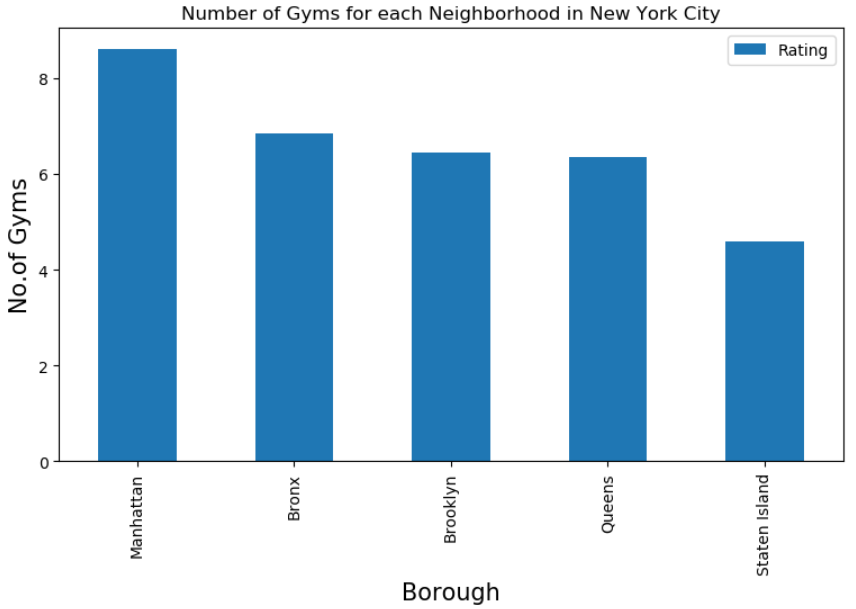 Number of Gyms for each Neighborhood in New York City
Rating
No.of Gyms
8
6
4
2
0
Manhattan
Bronx
Brooklyn
Queens
Staten Island
Borough